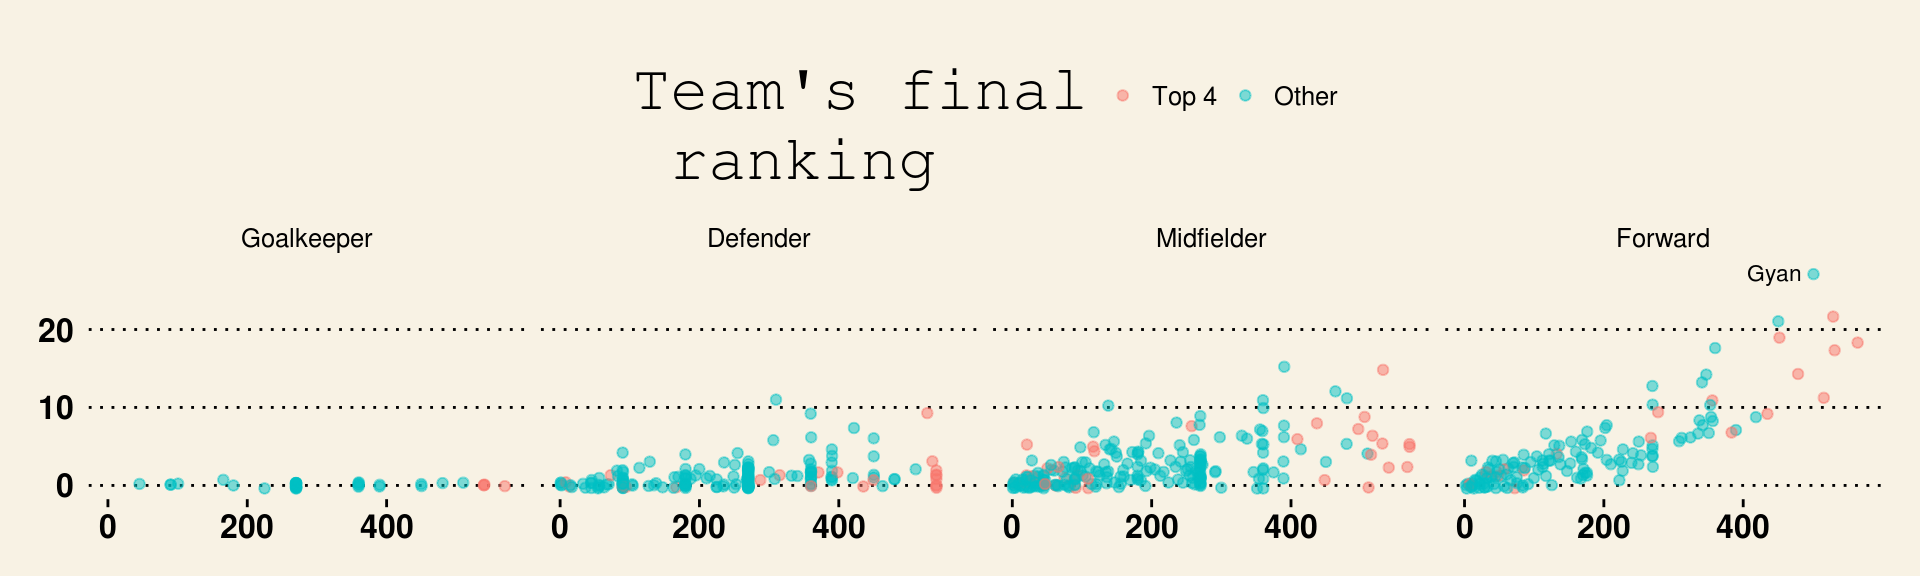 Team's final
ranking
Top 4 Other
Goalkeeper Defender Midfielder Forward
Gyan
20
10
0
0 200 400 0 200 400 0 200 400 0 200 400